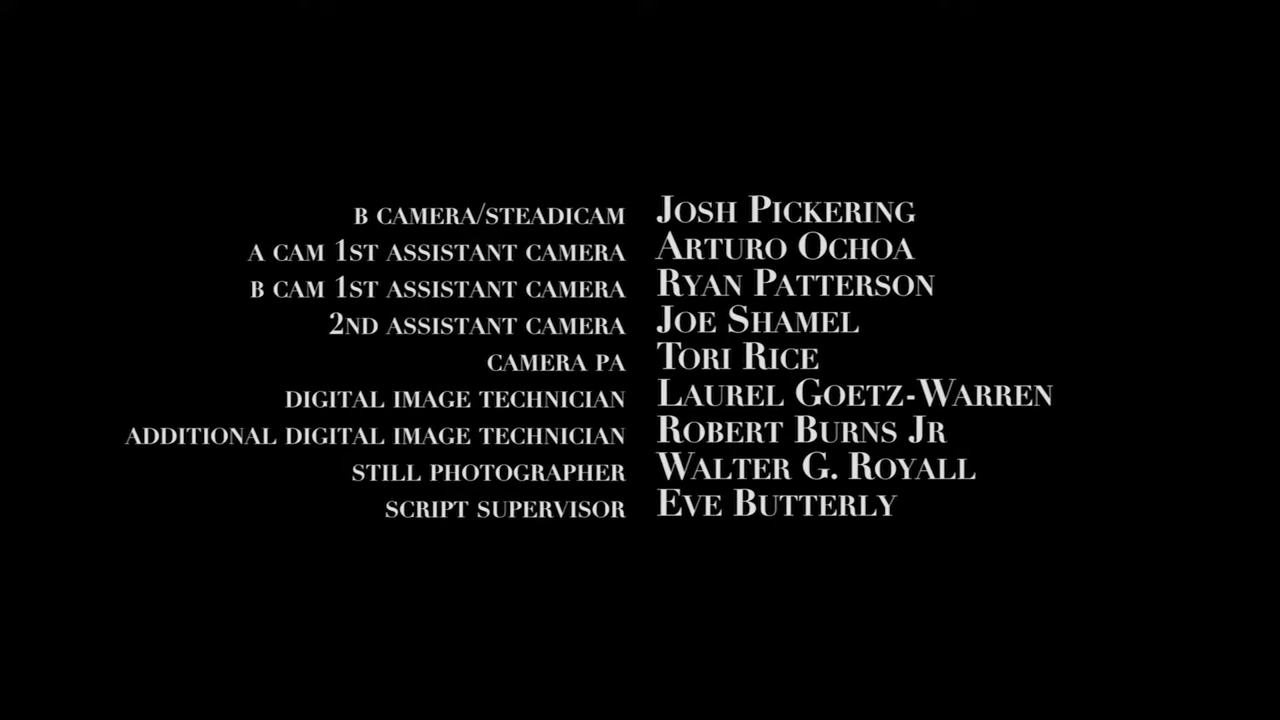 B CAMERA/STEADICAM JOSH PICKERING
A CAM 1ST ASSISTANT CAMERA ARTURO OCHOA
B CAM 1ST ASSISTANT CAMERA RYAN PATTERSON
2ND ASSISTANT CAMERA JOE SHAMEL
CAMERA PA TORI RICE
DIGITAL IMAGE TECHNICIAN LAUREL GOETZ-WARREN
ADDITIONAL DIGITAL IMAGE TECHNICIAN ROBERT BURNS JR
STILL PHOTOGRAPHER WALTER G. ROYALL
SCRIPT SUPERVISOR EVE BUTTERLY